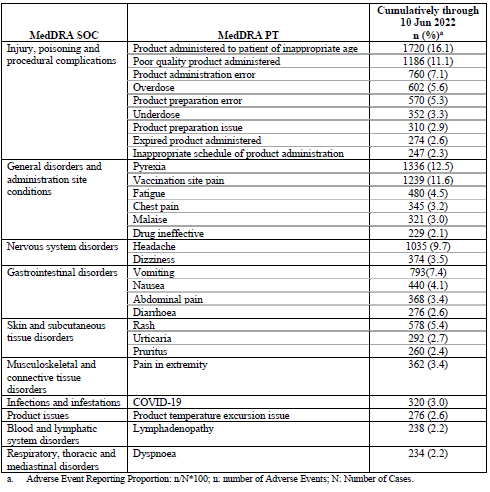 MedDRA SOC MedDRA PT Cumulatively through
10 Jun 2022
n (%)a
Injury, poisoning and Product administered to patient of inappropriate age 1720 (16.1)
procedural complications Poor quality product administered 1186 (11.1)
Product administration error 760 (7.1)
Overdose 602 (5.6)
Product preparation error 570 (5.3)
Underdose 352 (3.3)
Product preparation issue 310 (2.9)
Expired product administered 274 (2.6)
Inappropriate schedule of product administration 247 (2.3)
General disorders and Pyrexia 1336 (12.5)
administration site Vaccination site pain 1239 (11.6)
conditions Fatigue 480 (4.5)
Chest pain 345 (3.2)
Malaise 321 (3.0)
Drug ineffective 229 (2.1)
Nervous system disorders Headache 1035 (9.7)
Dizziness 374 (3.5)
Gastrointestinal disorders Vomiting 793(7.4)
Nausea 440 (4.1)
Abdominal pain 368 (3.4)
Diarrhoea 276 (2.6)
Skin and subcutaneous Rash 578 (5.4)
tissue disorders Urticaria 292 (2.7)
Pruritus 260 (2.4)
Musculoskeletal and Pain in extremity 362 (3.4)
connective tissue
disorders
Infections and infestations COVID-19 320 (3.0)
Product issues Product temperature excursion issue 276 (2.6)
Blood and lymphatic Lymphadenopathy 238 (2.2)
system disorders
Respiratory, thoracic and Dyspnoea 234 (2.2)
mediastinal disorders
a. Adverse Event Reporting Proportion: n/N*100; n: number of Adverse Events; N: Number of Cases.